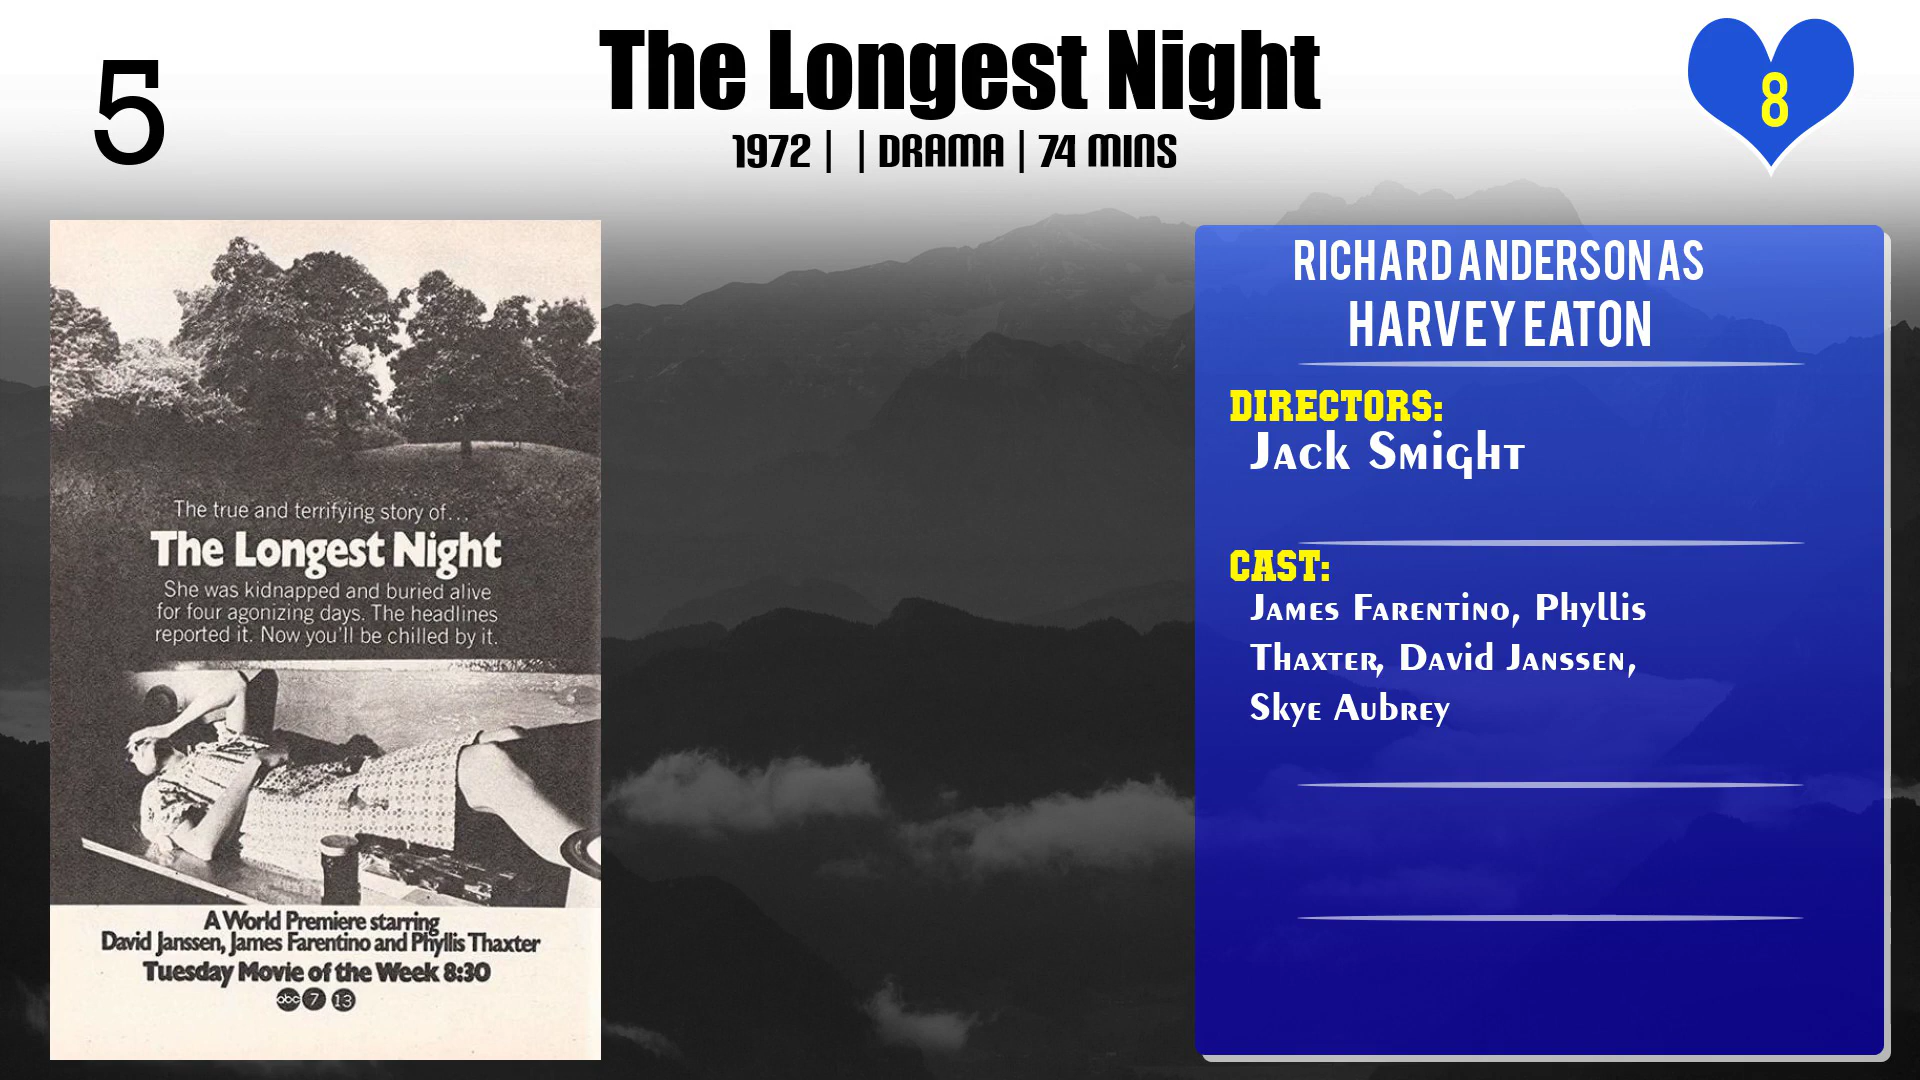 5
The Longest Night
1972 | | DRAMA | 74 MINS
8
The true and terrifying story of...
The Longest Night
She was kidnapped and buried alive
for four agonizing days. The headlines
reported it. Now you'll be chilled by it.
A World Premiere starring
David Janssen, James Farentino and Phyllis Thaxter
Tuesday Movie of the Week 8:30
abc 7 13
RICHARD ANDERSON AS
HARVEY EATON
DIRECTORS:
Jack Smight
CAST:
James Farentino, Phyllis
Thaxter, David Janssen,
Skye Aubrey